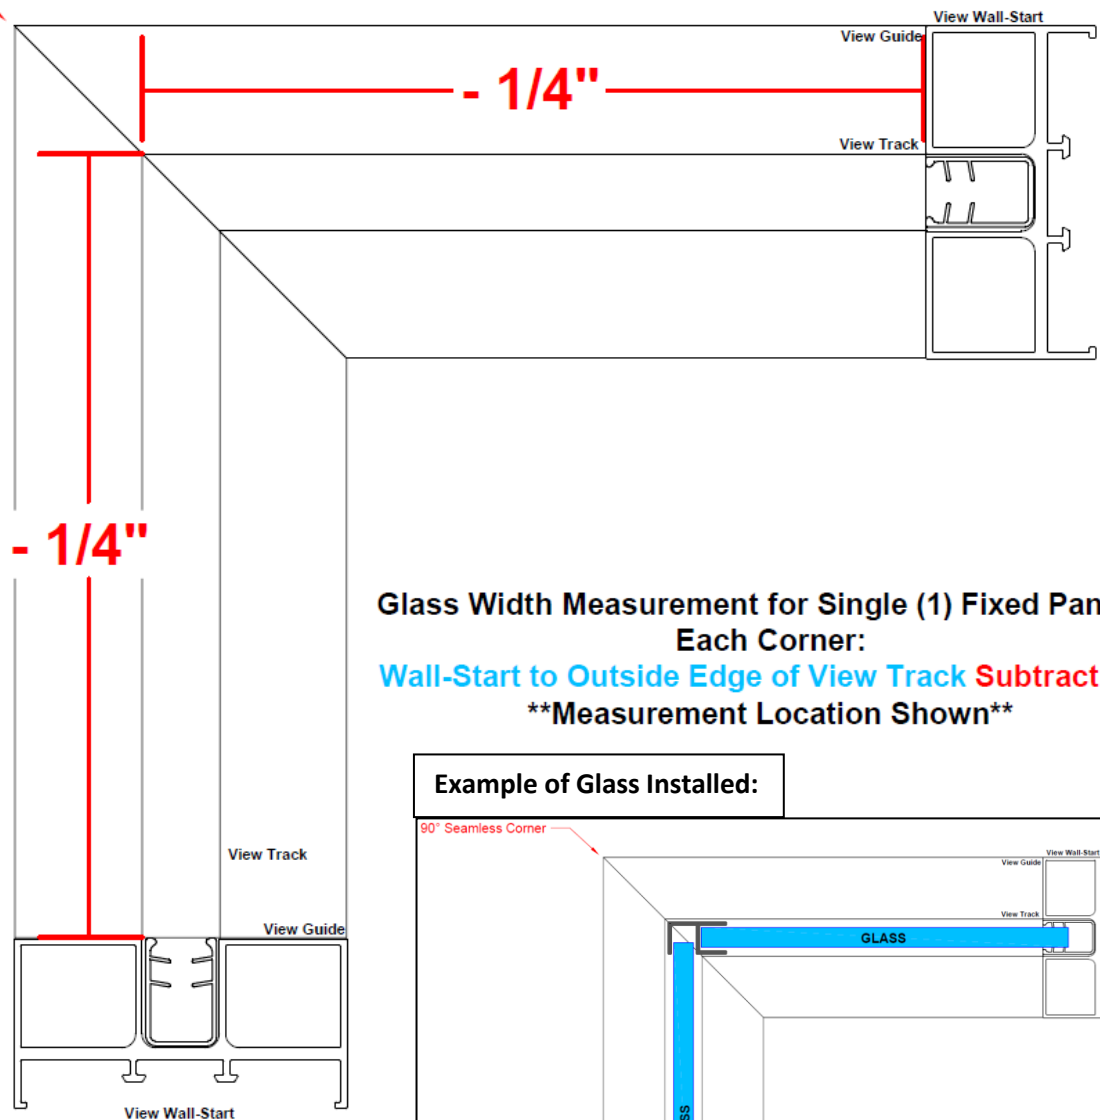 View Wall-Start
View Guide
- 1/4"
View Track
- 1/4"
Glass Width Measurement for Single (1) Fixed
Each Corner:
Wall-Start to Outside Edge of View Track Subtract
**Measurement Location Shown**
Example of Glass Installed:
90° Seamless Corner
View Wall-Start
View Guide
View Track
GLASS
View Track
View Guide
View Wall-Start